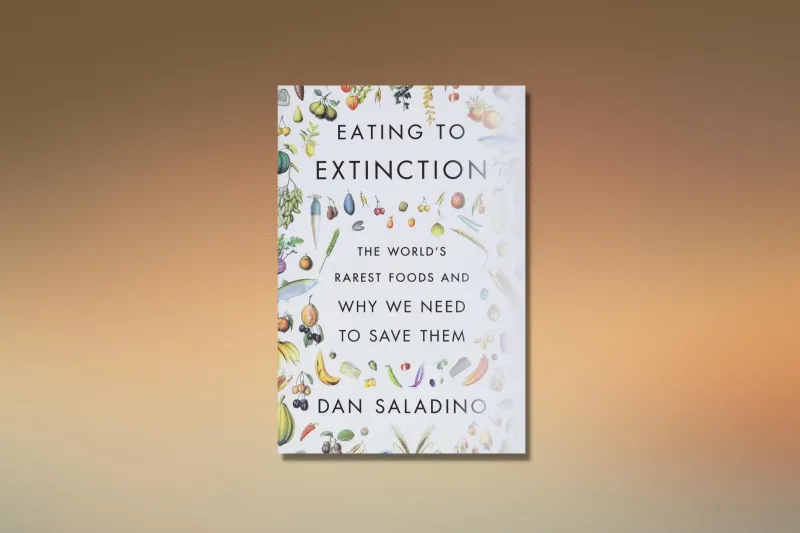 EATING TO
EXTINCTION
THE WORLD'S
RAREST FOODS AND
WHY WE NEED
TO SAVE THEM
DAN SALADINO